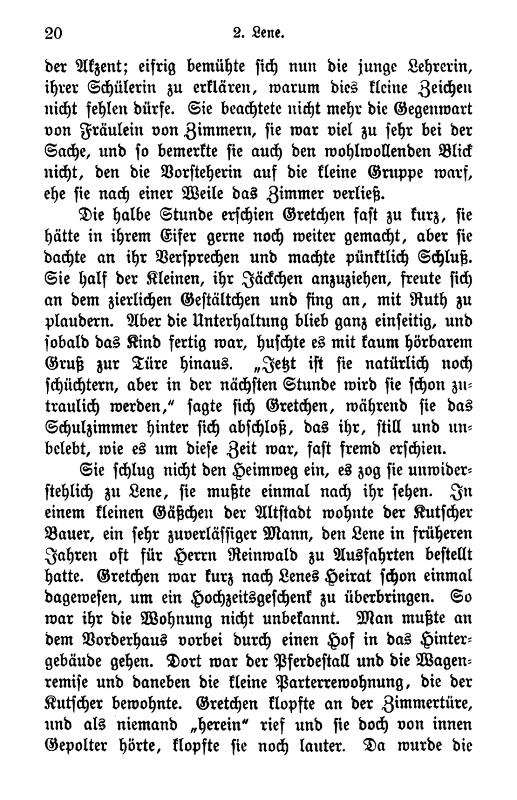 20 2. Lene.
der Akzent; eifrig bemühte sich nun die junge Lehrerin,
ihrer Schülerin zu erklären, warum dies kleine Zeichen
nicht fehlen dürfe. Sie beachtete nicht mehr die Gegenwart
von Fräulein von Zimmern, sie war viel zu sehr bei der
Sache, und so bemerkte sie auch den wohlwollenden Blick
nicht, den die Vorsteherin auf die kleine Gruppe warf,
ehe sie nach einer Weile das Zimmer verließ.
Die halbe Stunde erschien Gretchen fast zu kurz, sie
hätte in ihrem Eifer gerne noch weiter gemacht, aber sie
dachte an ihr Versprechen und machte pünktlich Schluß.
Sie half der Kleinen, ihr Jäckchen anzuziehen, freute sich
an dem zierlichen Gestältchen und fing an, mit Ruth zu
plaudern. Aber die Unterhaltung blieb ganz einseitig, und
sobald das Kind fertig war, huschte es mit kaum hörbarem
Gruß zur Türe hinaus. „Jetzt ist sie natürlich noch
schüchtern, aber in der nächsten Stunde wird sie schon zu-
traulich werden,“ sagte sich Gretchen, während sie das
Schulzimmer hinter sich abschloß, das ihr, still und un-
belebt, wie es um diese Zeit war, fast fremd erschien.
Sie schlug nicht den Heimweg ein, es zog sie unwider-
stehlich zu Lene, sie mußte einmal nach ihr sehen. In
einem kleinen Gäßchen der Altstadt wohnte der Kutscher
Bauer, ein sehr zuverlässiger Mann, den Lene in früheren
Jahren oft für Herrn Reinwald zu Ausfahrten bestellt
hatte. Gretchen war kurz nach Lenes Heirat schon einmal
dagewesen, um ein Hochzeitsgeschenk zu überbringen. So
war ihr die Wohnung nicht unbekannt. Man mußte an
dem Vorderhaus vorbei durch einen Hof in das Hinter-
gebäude gehen. Dort war der Pferdestall und die Wagen-
remise und daneben die kleine Parterrewohnung, die der
Kutscher bewohnte. Gretchen klopfte an der Zimmertüre,
und als niemand „herein“ rief und sie doch von innen
Gepolter hörte, klopfte sie noch lauter. Da wurde die